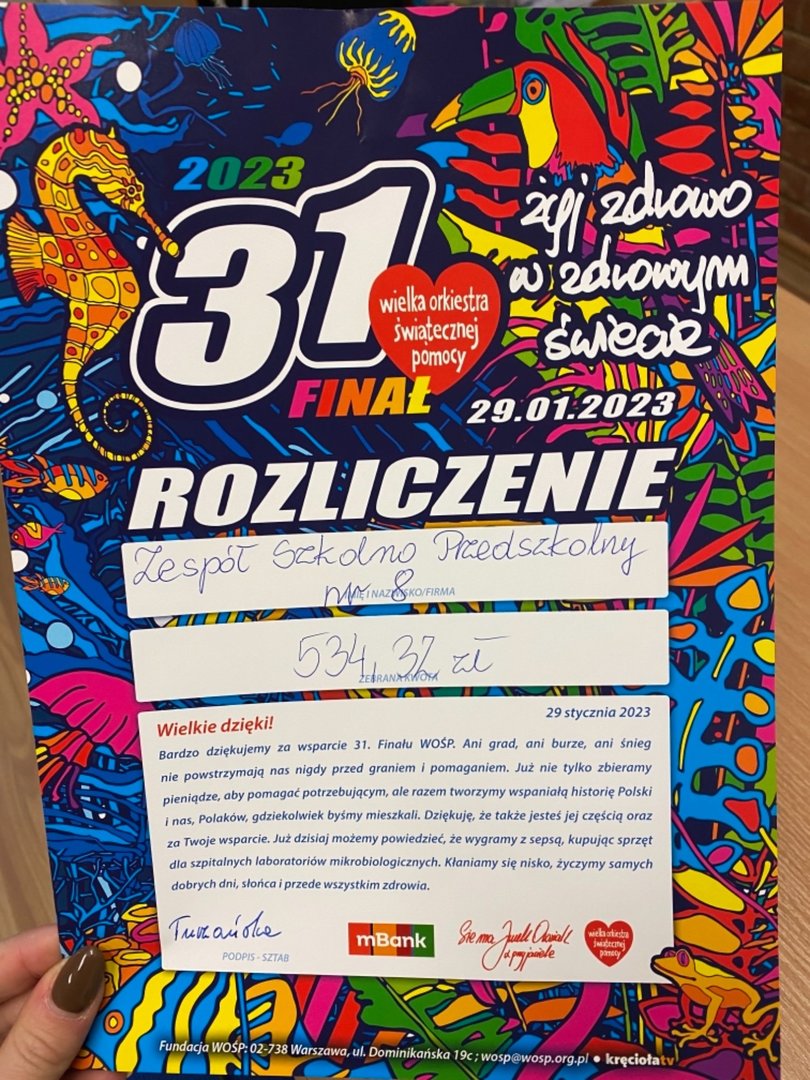 2023
31
FINAŁ
wielka orkiestra
świątecznej
pomocy
żyj zdrowo
w zdrowym
świecie
29.01.2023
ROZLICZENIE
Zespół Szkolno Przedszkolny
nr 8
IMIĘ I NAZWISKO/FIRMA
534,32 zł
ZEBRANA KWOTA
29 stycznia 2023
Wielkie dzięki!
Bardzo dziękujemy za wsparcie 31. Finału WOŚP. Ani grad, ani burze, ani śnieg
nie powstrzymają nas nigdy przed graniem i pomaganiem. Już nie tylko zbieramy
pieniądze, aby pomagać potrzebującym, ale razem tworzymy wspaniałą historię Polski
i nas, Polaków, gdziekolwiek byśmy mieszkali. Dziękuję, że także jesteś jej częścią oraz
za Twoje wsparcie. Już dzisiaj możemy powiedzieć, że wygramy z sepsą, kupując sprzęt
dla szpitalnych laboratoriów mikrobiologicznych. Kłaniamy się nisko, życzymy samych
dobrych dni, słońca i przede wszystkim zdrowia.
PODPIS - SZTAB
mBank
Sie ma Jurek Owsiak
z przyjaciele
wielka orkiestra
świątecznej
pomocy
Fundacja WOŚP: 02-738 Warszawa, ul. Dominikańska 19c ; wosp@wosp.org.pl • kręciołatv